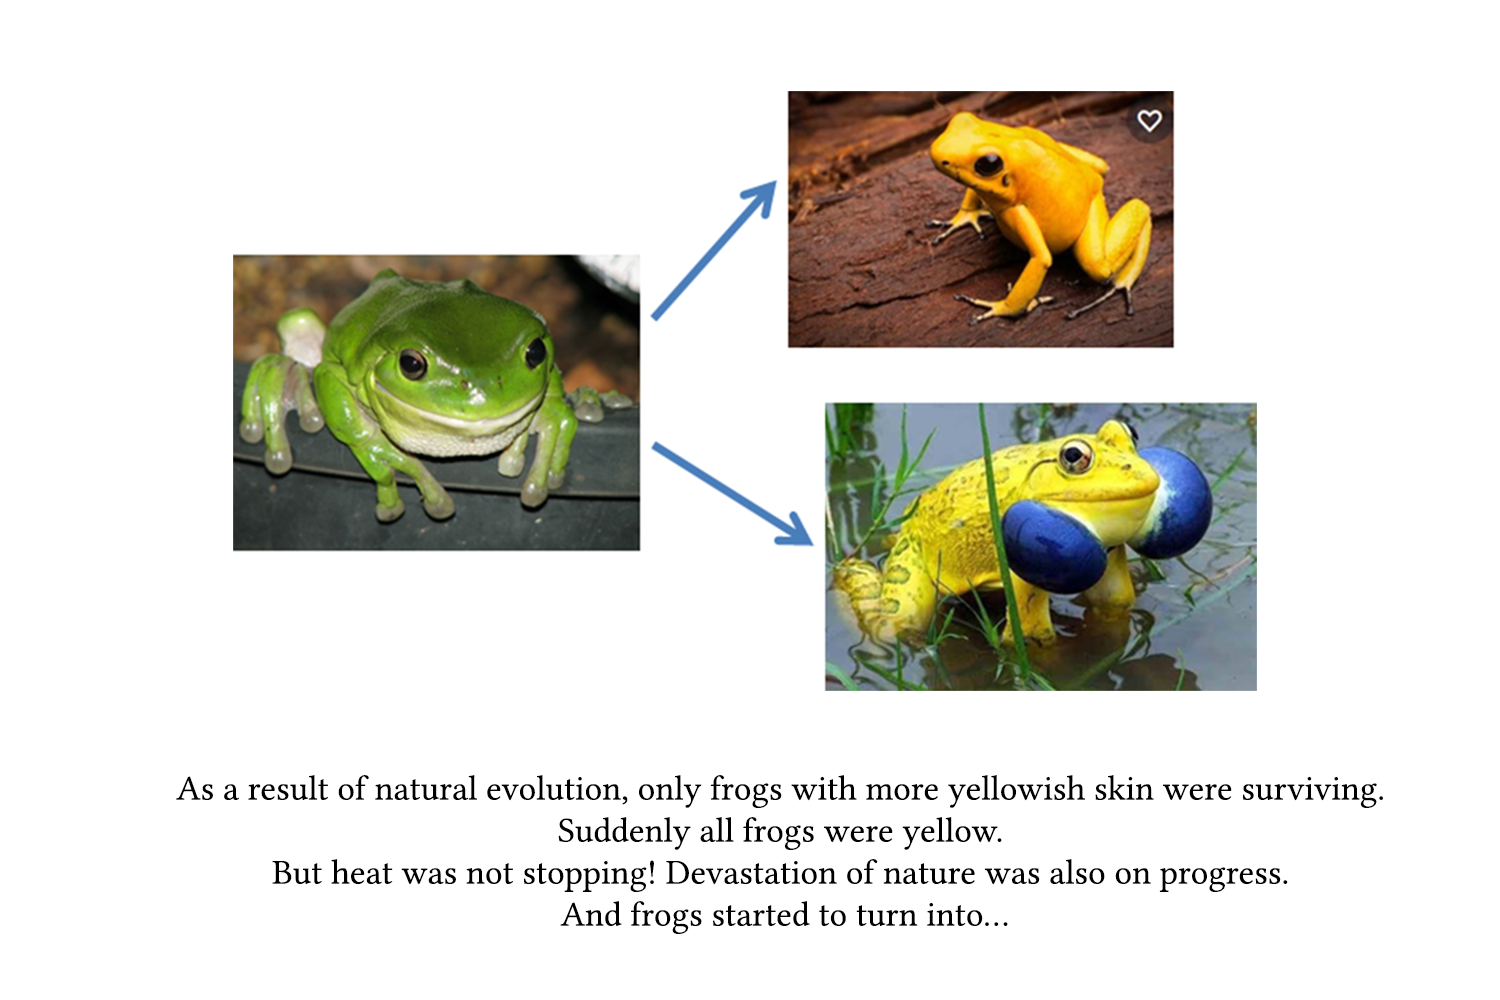 As a result of natural evolution, only frogs with more yellowish skin were surviving.
Suddenly all frogs were yellow.
But heat was not stopping! Devastation of nature was also on progress.
And frogs started to turn into...